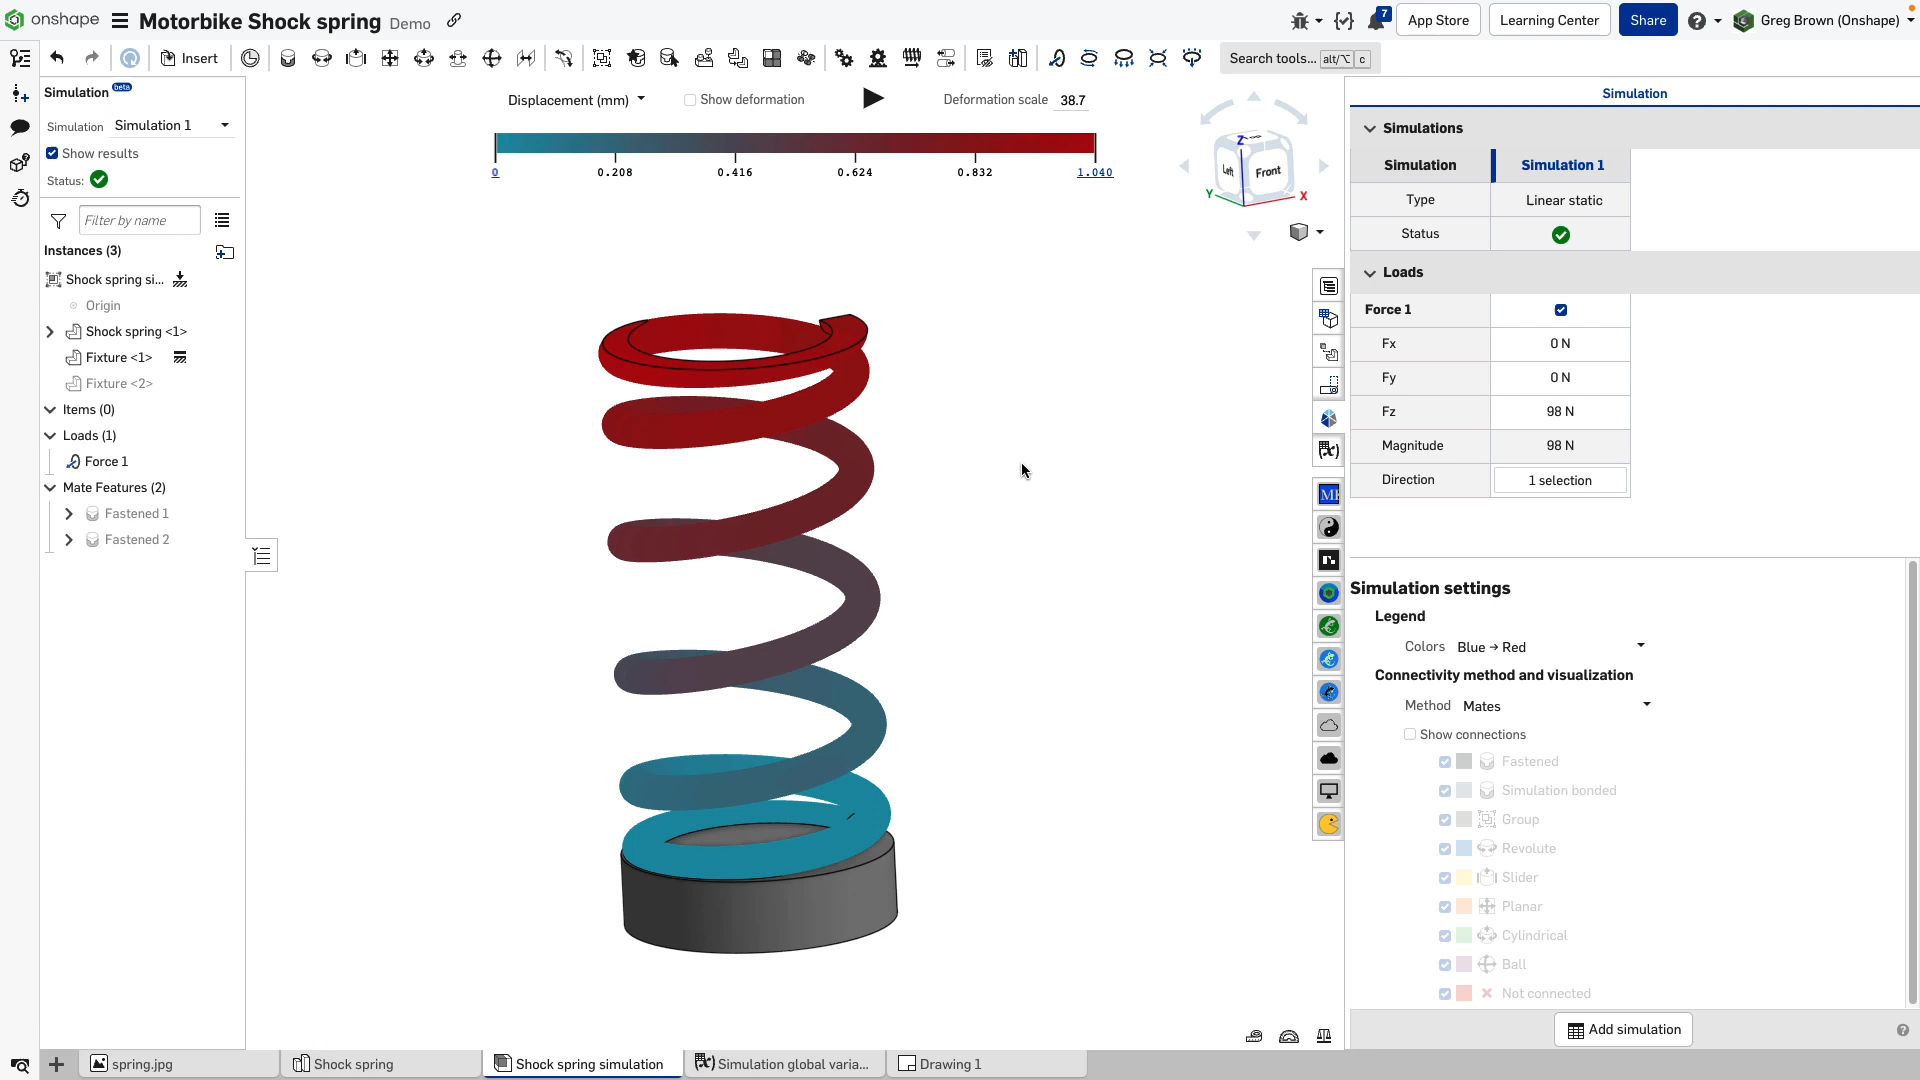 onshape
Motorbike Shock spring Demo
7
App Store
Learning Center
Share
Greg Brown (Onshape)
Insert
Search tools... alt/⌥ c
Simulation beta
Simulation Simulation 1
Show results
Status:
Filter by name
Instances (3)
Shock spring si...
Origin
Shock spring <1>
Fixture <1>
Fixture <2>
Items (0)
Loads (1)
Force 1
Mate Features (2)
Fastened 1
Fastened 2
Displacement (mm)
Show deformation
Deformation scale 38.7
0 0.208 0.416 0.624 0.832 1.040
Top
Z
Left
Front
Y
X
MK
Simulation
Simulations
Simulation Simulation 1
Type Linear static
Status
Loads
Force 1
Fx 0 N
Fy 0 N
Fz 98 N
Magnitude 98 N
Direction 1 selection
Simulation settings
Legend
Colors Blue → Red
Connectivity method and visualization
Method Mates
Show connections
Fastened
Simulation bonded
Group
Revolute
Slider
Planar
Cylindrical
Ball
Not connected
Add simulation
spring.jpg
Shock spring
Shock spring simulation
Simulation global varia...
Drawing 1